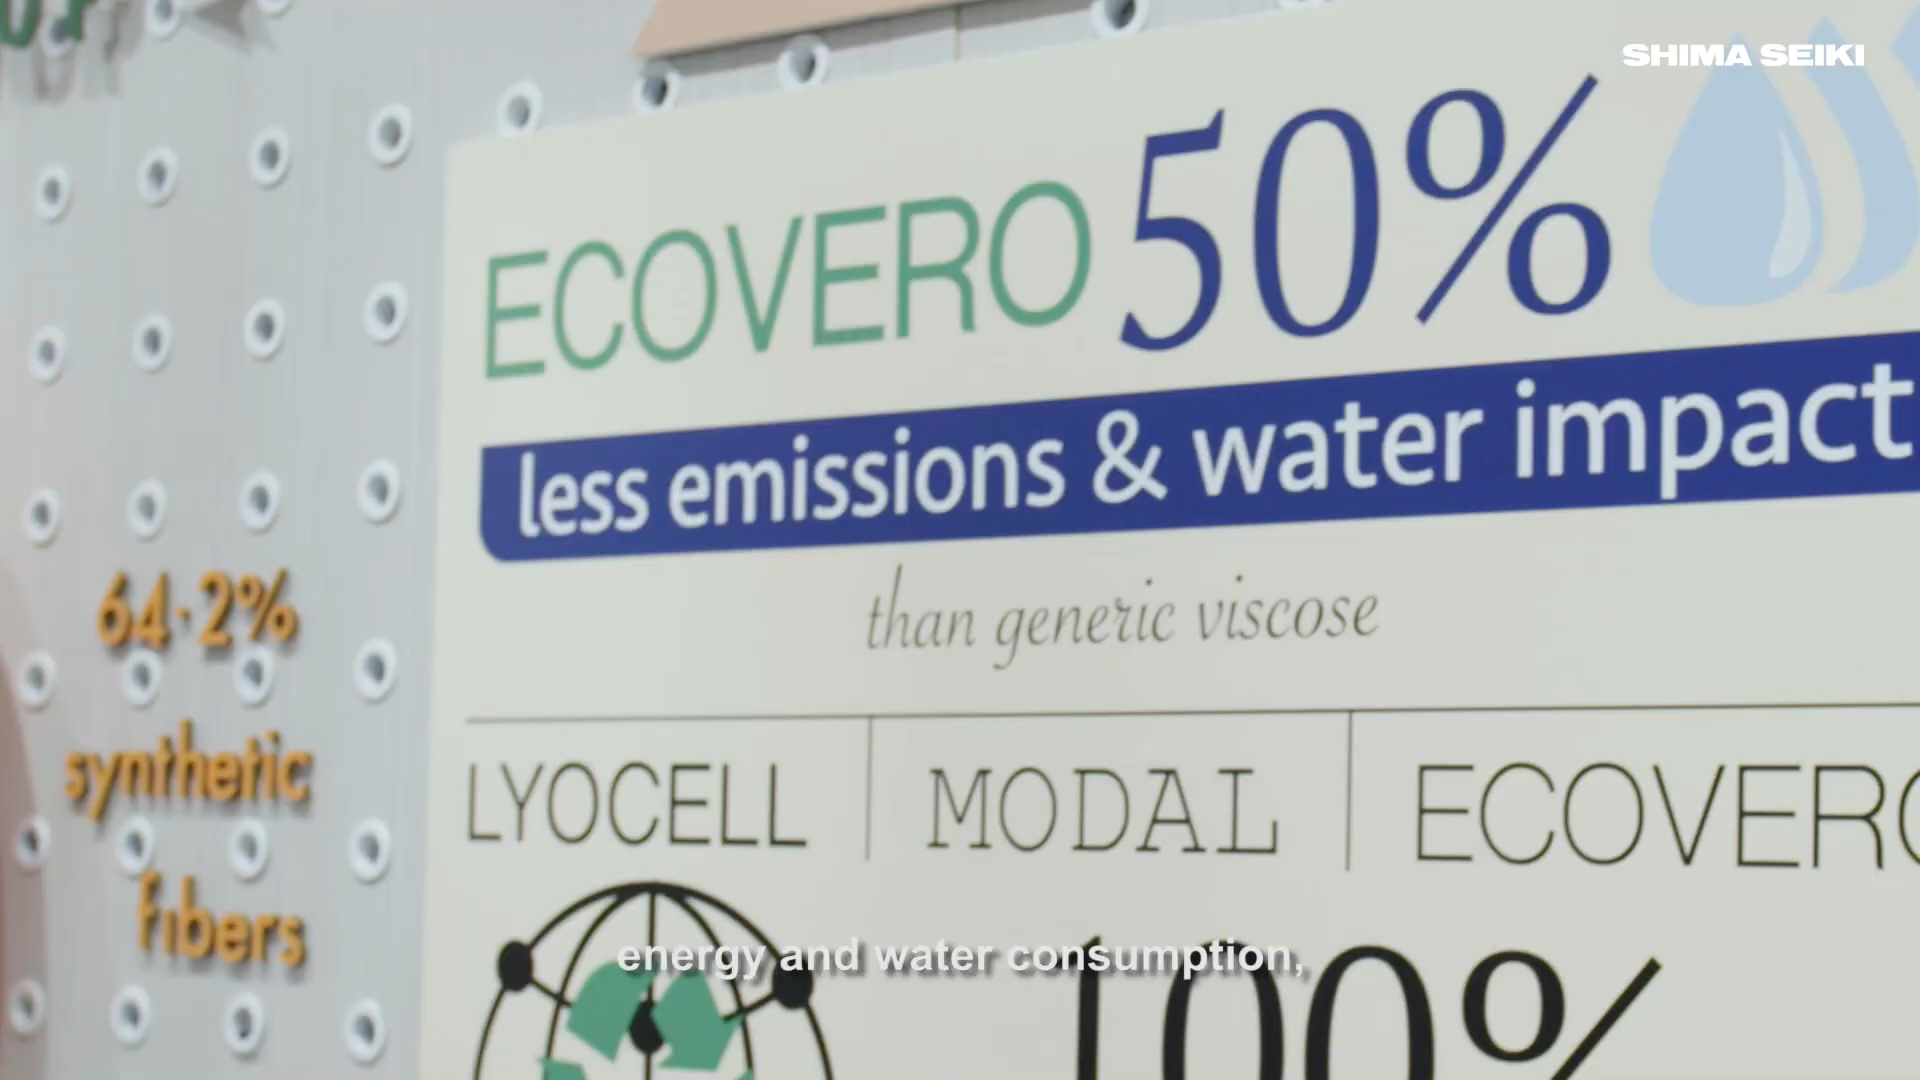 SHIMA SEIKI
ECOVERO 50%
less emissions & water impact
than generic viscose
64.2%
synthetic
fibers
LYOCELL
MODAL
ECOVERO
100%
energy and water consumption,